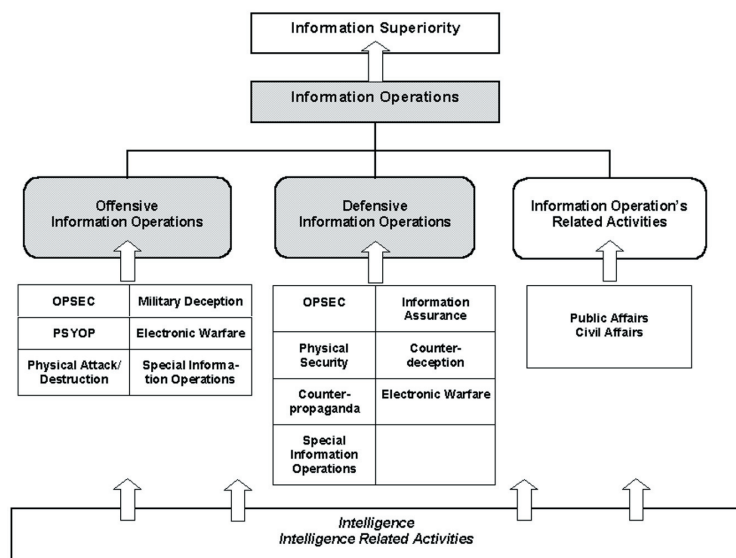 Information Superiority
Information Operations
Offensive
Information Operations
Defensive
Information Operations
Information Operation's
Related Activities
OPSEC
Military Deception
PSYOP
Electronic Warfare
Physical Attack/
Destruction
Special Informa-
tion Operations
OPSEC
Information
Assurance
Physical
Security
Counter-
deception
Counter-
propaganda
Electronic Warfare
Special
Information
Operations
Public Affairs
Civil Affairs
Intelligence
Intelligence Related Activities